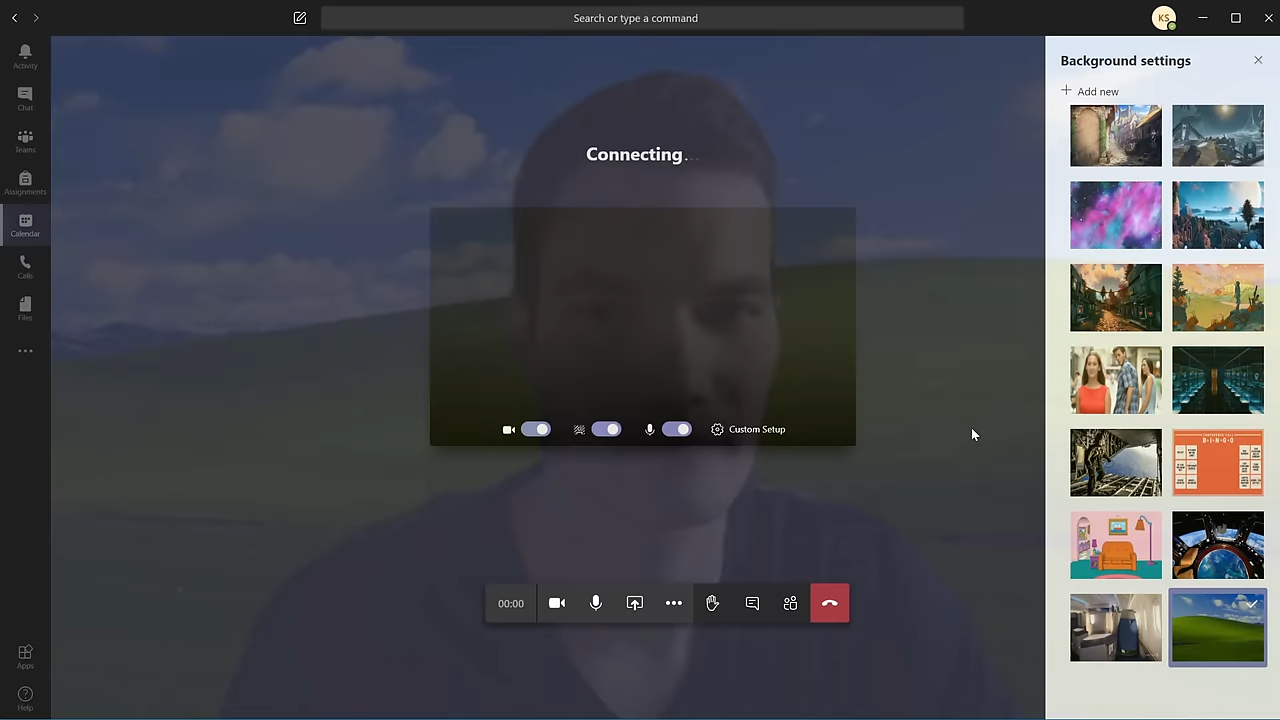 Search or type a command
KS
Activity
Chat
Teams
Assignments
Calendar
Calls
Files
Apps
Help
Connecting...
Custom Setup
00:00
Background settings
Add new
BINGO